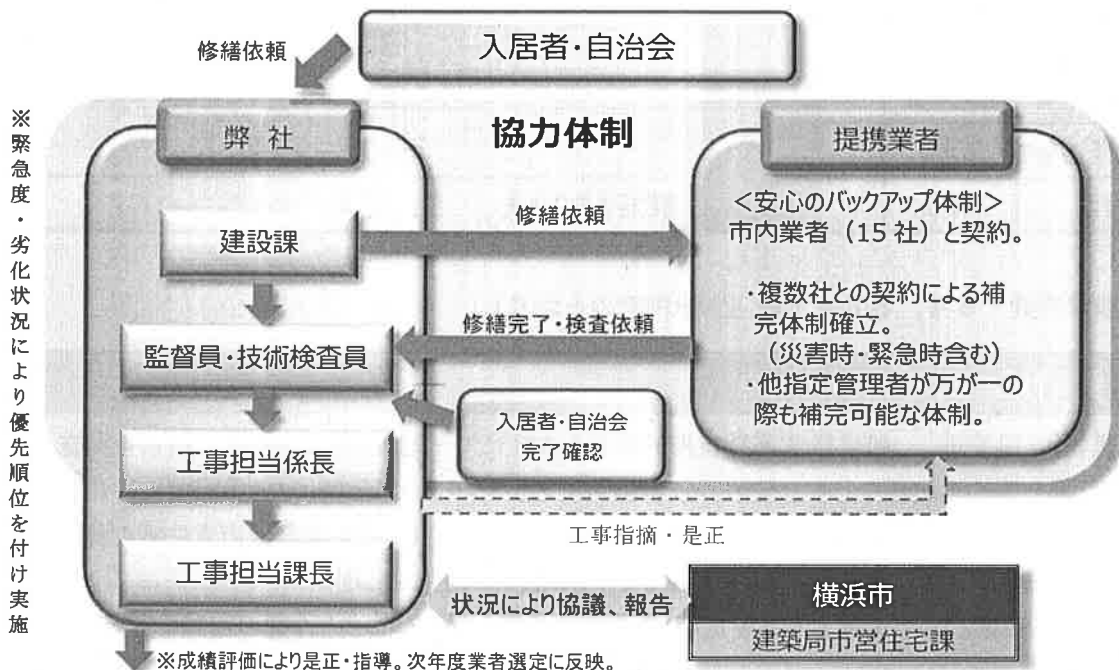 入居者・自治会
修繕依頼
※緊急度・劣化状況により優先順位を付け実施
弊 社
協力体制
提携業者
建設課
修繕依頼
<安心のバックアップ体制>
市内業者（15 社）と契約。
・複数社との契約による補
完体制確立。
（災害時・緊急時含む）
・他指定管理者が万が一の
際も補完可能な体制。
修繕完了・検査依頼
監督員・技術検査員
入居者・自治会
完了確認
工事担当係長
工事指摘・是正
工事担当課長
状況により協議、報告
横浜市
建築局市営住宅課
※成績評価により是正・指導。次年度業者選定に反映。